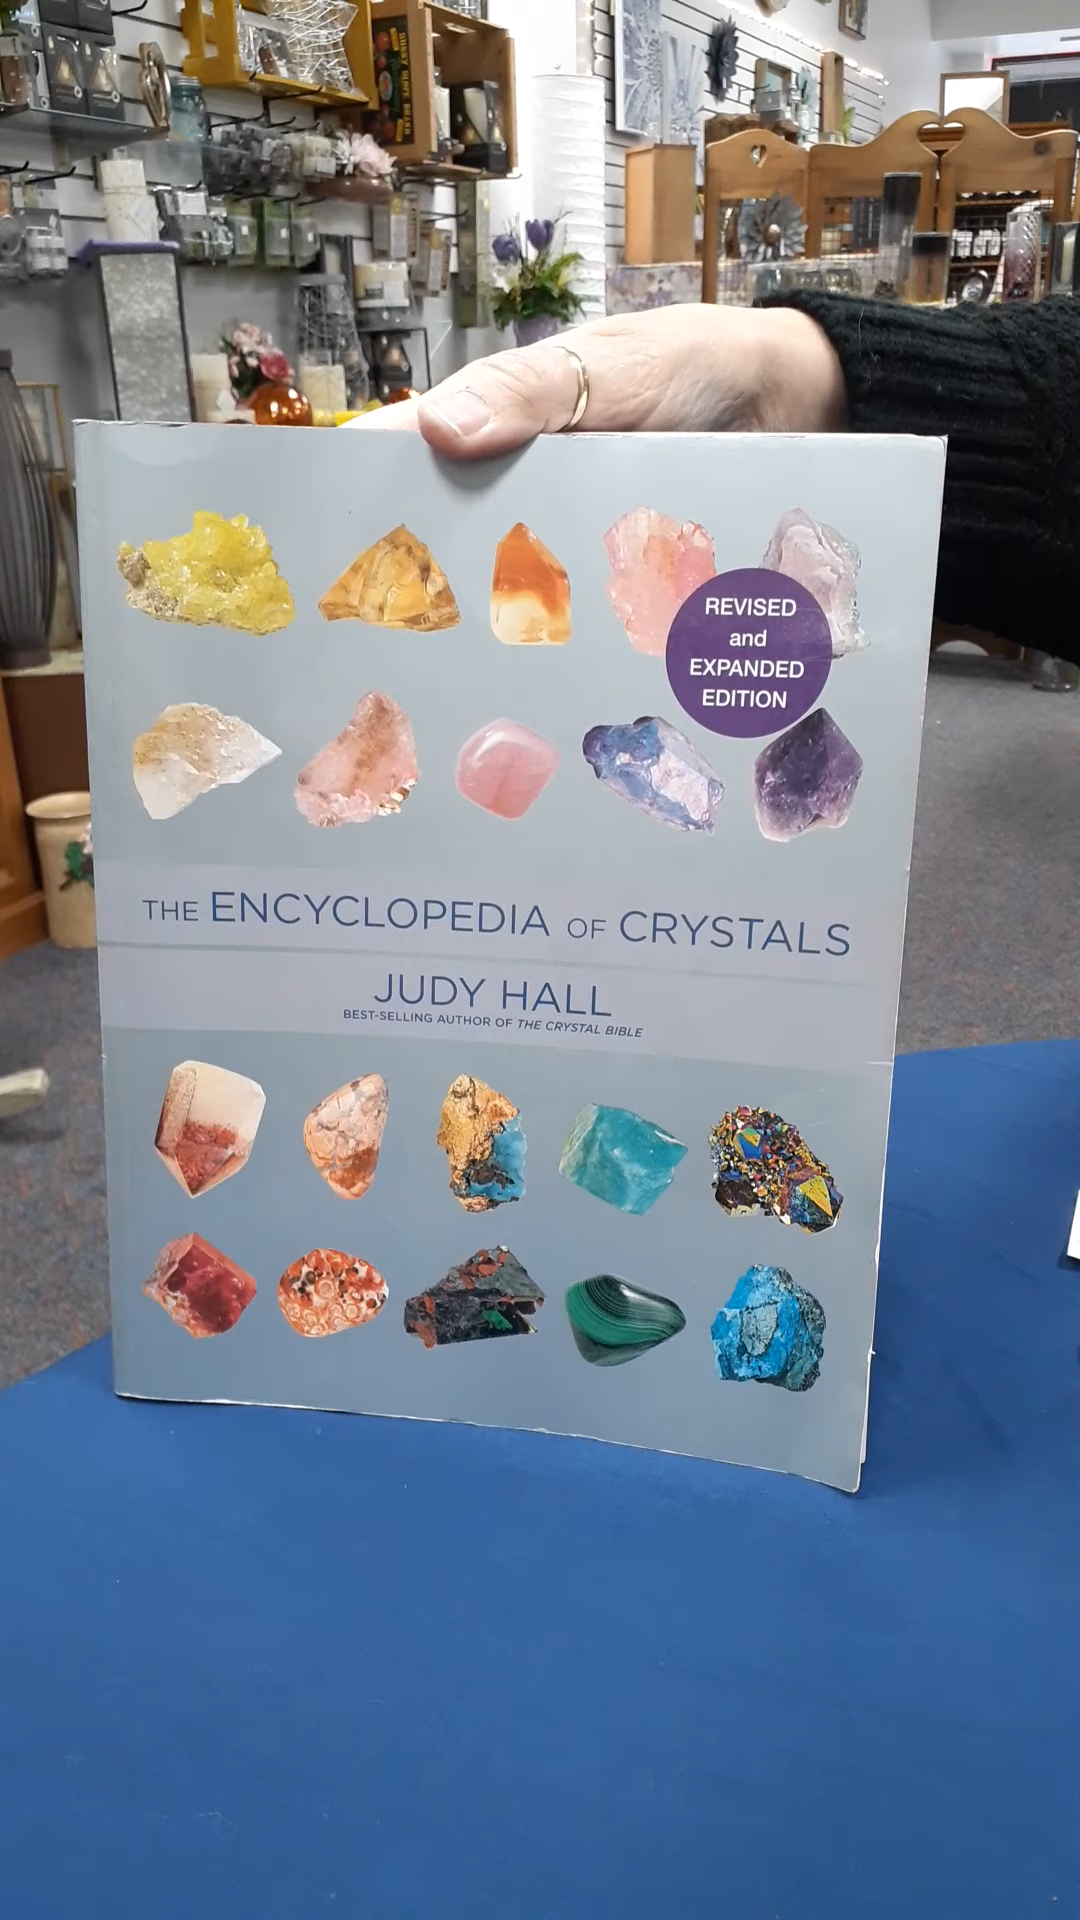 REVISED
and
EXPANDED
EDITION
THE ENCYCLOPEDIA OF CRYSTALS
JUDY HALL
BEST-SELLING AUTHOR OF THE CRYSTAL BIBLE